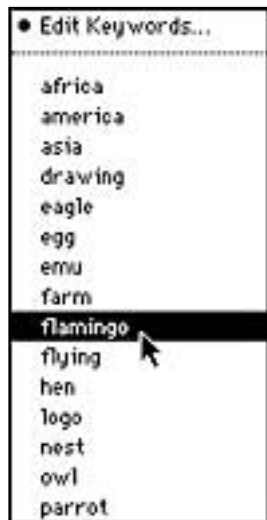 ● Edit Keywords...
africa
america
asia
drawing
eagle
egg
emu
farm
flamingo
flying
hen
logo
nest
owl
parrot